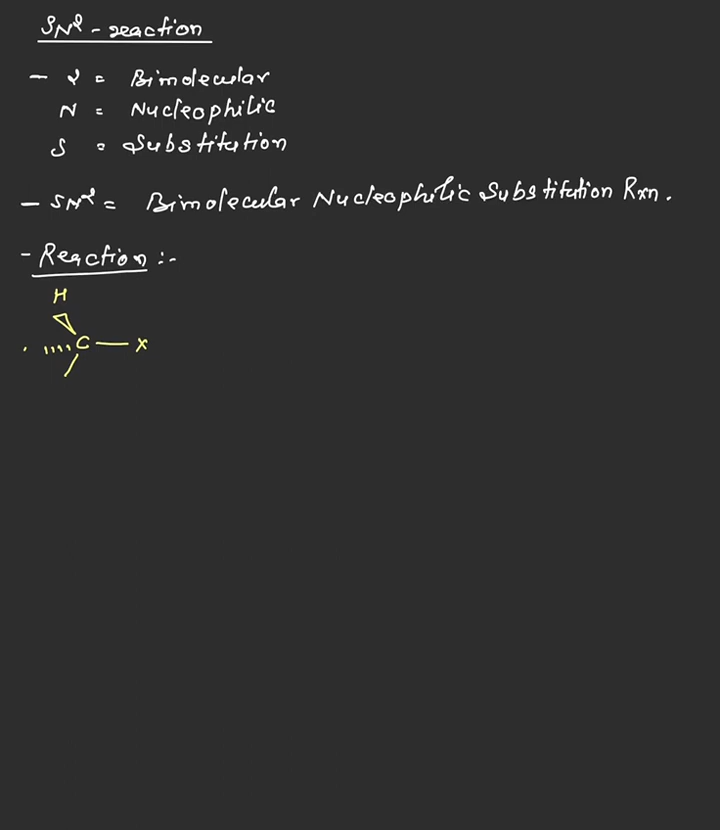 SN2 - reaction
- 2 = Bimolecular
N = Nucleophilic
S = Substitution
- SN2 = Bimolecular Nucleophilic Substitution Rxn.
- Reaction :-
H
C - X